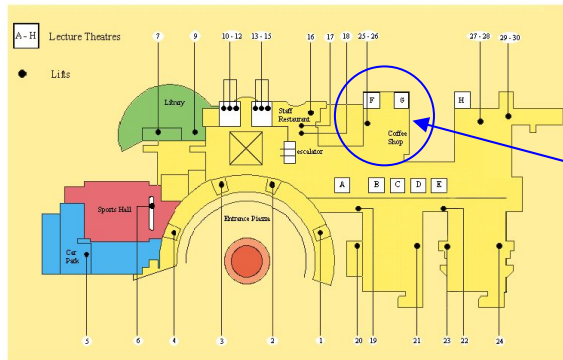 A - H Lecture Theatres
Lifts
7
9
10 - 12
13 - 15
16
17
18
25 - 26
27 - 28
29 - 30
Library
Staff
Restaurant
F
G
H
Coffee
Shop
escalator
A
B
C
D
E
Sports Hall
Entrance Piazza
Car
Park
5
6
4
3
2
1
20
19
21
23
22
24